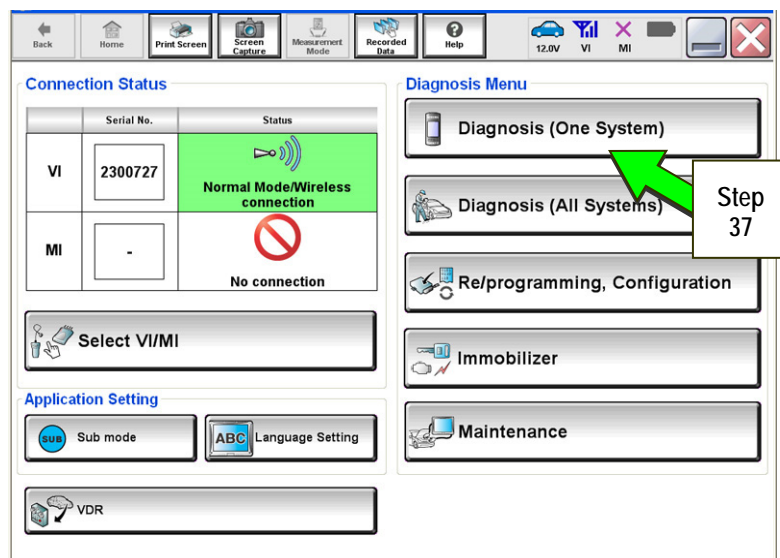 Back
Home
Print Screen
Screen
Capture
Measurement
Mode
Recorded
Data
Help
12.0V
VI
MI
Connection Status
Serial No.
Status
VI
2300727
Normal Mode/Wireless
connection
MI
-
No connection
Select VI/MI
Application Setting
SUB
Sub mode
ABC
Language Setting
VDR
Diagnosis Menu
Diagnosis (One System)
Step
37
Diagnosis (All Systems)
Re/programming, Configuration
Immobilizer
Maintenance